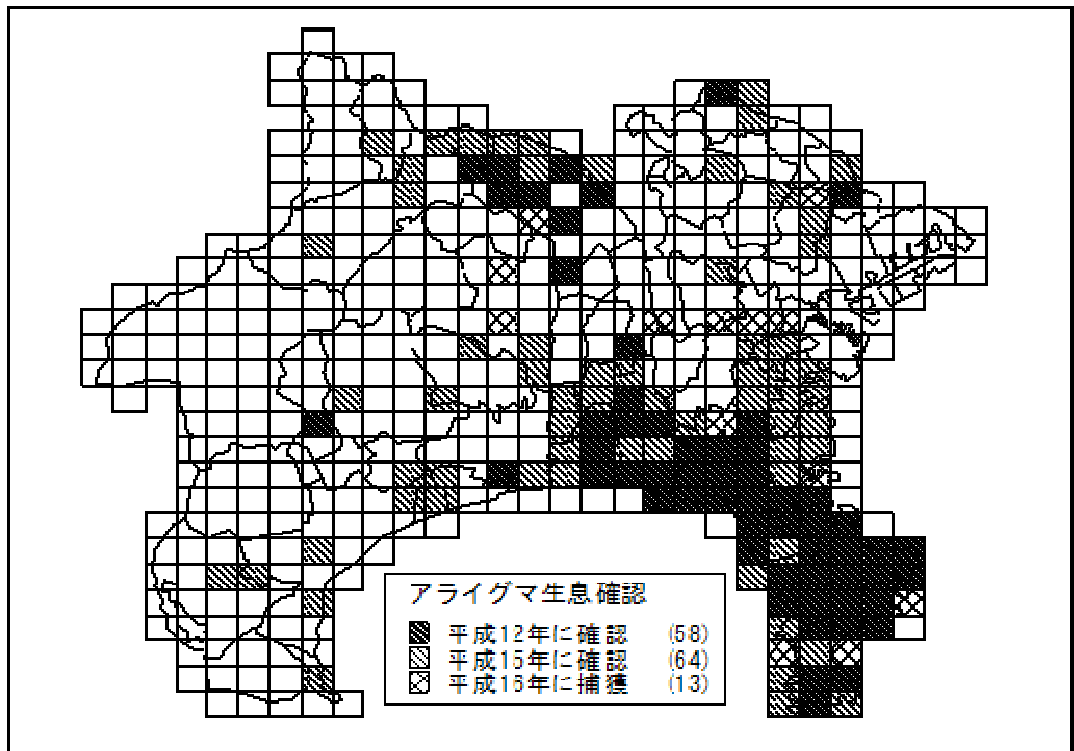 アライグマ生息確認
平成12年に確認 (58)
平成15年に確認 (64)
平成16年に捕獲 (13)